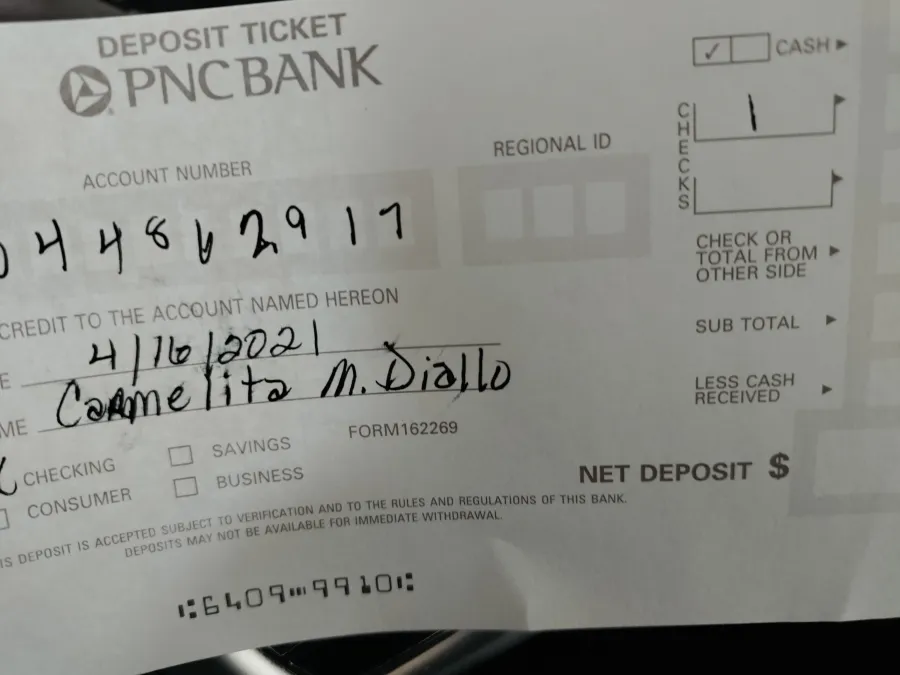 DEPOSIT TICKET
PNCBANK
CASH
CHECKS 1
ACCOUNT NUMBER
REGIONAL ID
044862917
CHECK OR
TOTAL FROM
OTHER SIDE
CREDIT TO THE ACCOUNT NAMED HEREON
SUB TOTAL
E 4/16/2021
LESS CASH
RECEIVED
ME Carmelita M. Diallo
FORM162269
CHECKING
SAVINGS
CONSUMER
BUSINESS
NET DEPOSIT $
IS DEPOSIT IS ACCEPTED SUBJECT TO VERIFICATION AND TO THE RULES AND REGULATIONS OF THIS BANK.
DEPOSITS MAY NOT BE AVAILABLE FOR IMMEDIATE WITHDRAWAL.
⑆6409⑉9910⑆